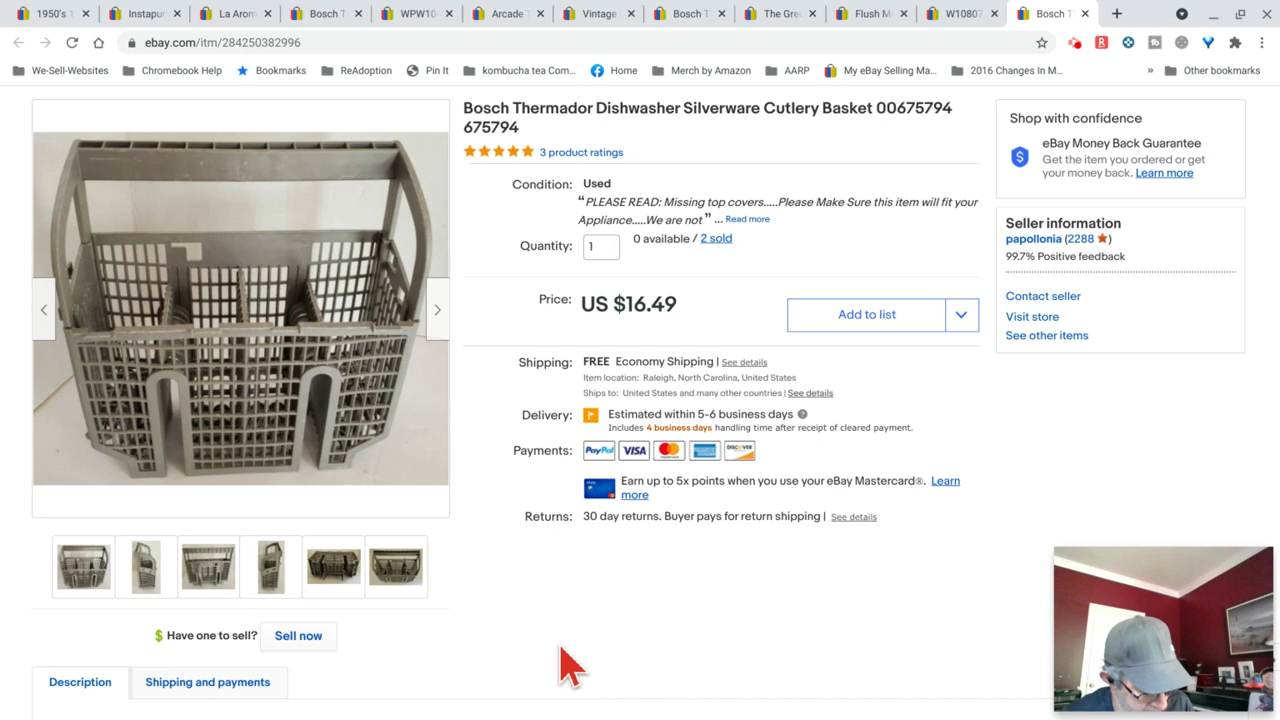 1950's
Instapu
La Arom
Bosch T
WPW10
Arcade T
Vintage
Bosch T
The Gre
Flush M
W10807
Bosch T
ebay.com/itm/284250382996
We-Sell-Websites
Chromebook Help
Bookmarks
ReAdoption
Pin It
kombucha tea Com...
Home
Merch by Amazon
AARP
My eBay Selling Ma...
2016 Changes In M...
»
Other bookmarks
Bosch Thermador Dishwasher Silverware Cutlery Basket 00675794
675794
3 product ratings
Condition: Used
“PLEASE READ: Missing top covers.....Please Make Sure this item will fit your
Appliance.....We are not ” ... Read more
Quantity: 1 0 available / 2 sold
Price: US $16.49
Add to list
Shipping: FREE Economy Shipping | See details
Item location: Raleigh, North Carolina, United States
Ships to: United States and many other countries | See details
Delivery: Estimated within 5-6 business days
Includes 4 business days handling time after receipt of cleared payment.
Payments: PayPal VISA
Earn up to 5x points when you use your eBay Mastercard®. Learn
more
Returns: 30 day returns. Buyer pays for return shipping | See details
Shop with confidence
eBay Money Back Guarantee
Get the item you ordered or get
your money back. Learn more
Seller information
papollonia (2288 )
99.7% Positive feedback
Contact seller
Visit store
See other items
Have one to sell? Sell now
Description
Shipping and payments